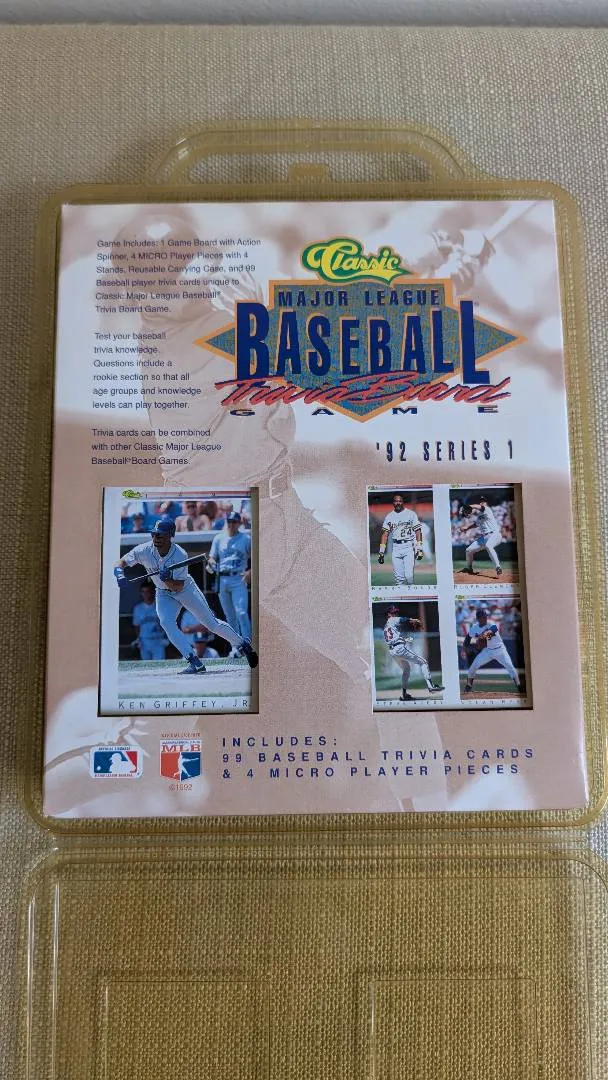 Game Includes: 1 Game Board with Action
Spinner, 4 MICRO Player Pieces with 4
Stands, Reusable Carrying Case, and 99
Baseball player trivia cards unique to
Classic Major League Baseball®
Trivia Board Game.
Test your baseball
trivia knowledge.
Questions include a
rookie section so that all
age groups and knowledge
levels can play together.
Trivia cards can be combined
with other Classic Major League
Baseball® Board Games.
Classic
MAJOR LEAGUE
BASEBALL®
Trivia Board
GAME
'92 SERIES 1
Classic
KEN GRIFFEY, JR
24
MLB
©1992
INCLUDES:
99 BASEBALL TRIVIA CARDS
& 4 MICRO PLAYER PIECES